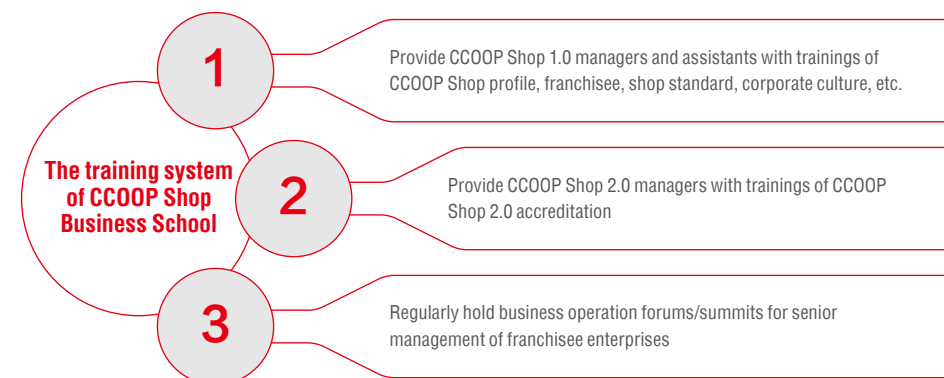 1
Provide CCOOP Shop 1.0 managers and assistants with trainings of
CCOOP Shop profile, franchisee, shop standard, corporate culture, etc.
The training system
of CCOOP Shop
Business School
2
Provide CCOOP Shop 2.0 managers with trainings of CCOOP
Shop 2.0 accreditation
3
Regularly hold business operation forums/summits for senior
management of franchisee enterprises